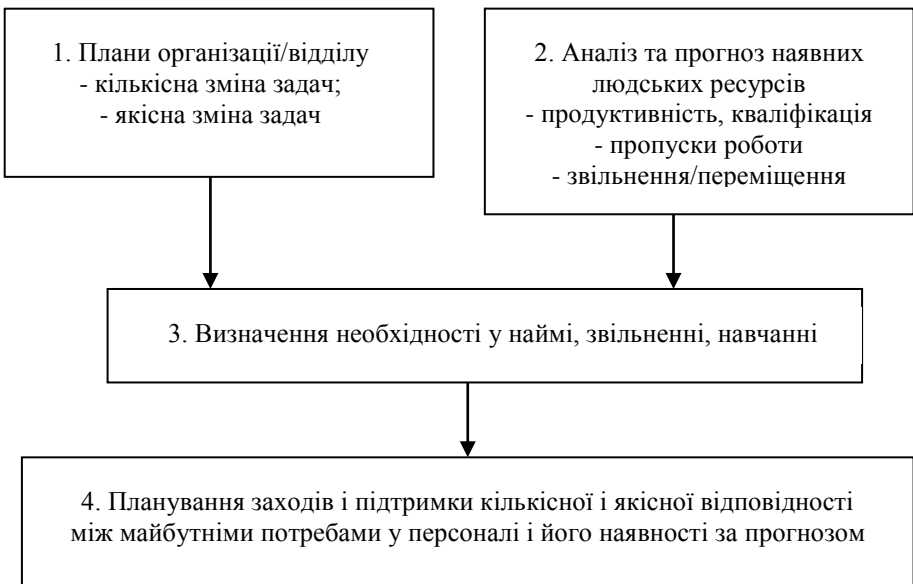 1. Плани організації/відділу
- кількісна зміна задач;
- якісна зміна задач
2. Аналіз та прогноз наявних
людських ресурсів
- продуктивність, кваліфікація
- пропуски роботи
- звільнення/переміщення
3. Визначення необхідності у наймі, звільненні, навчанні
4. Планування заходів і підтримки кількісної і якісної відповідності
між майбутніми потребами у персоналі і його наявності за прогнозом